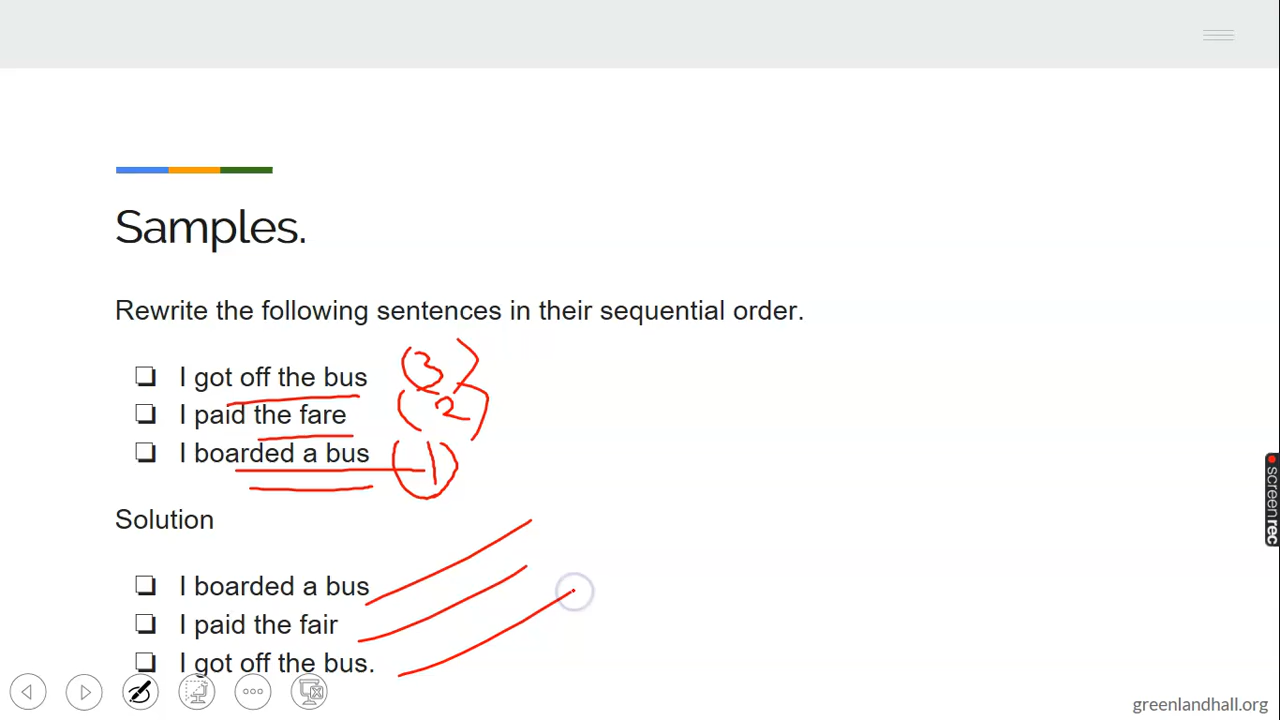 Samples.
Rewrite the following sentences in their sequential order.
I got off the bus (3)
I paid the fare (2)
I boarded a bus (1)
Solution
I boarded a bus
I paid the fair
I got off the bus.
greenlandhall.org
screenrec